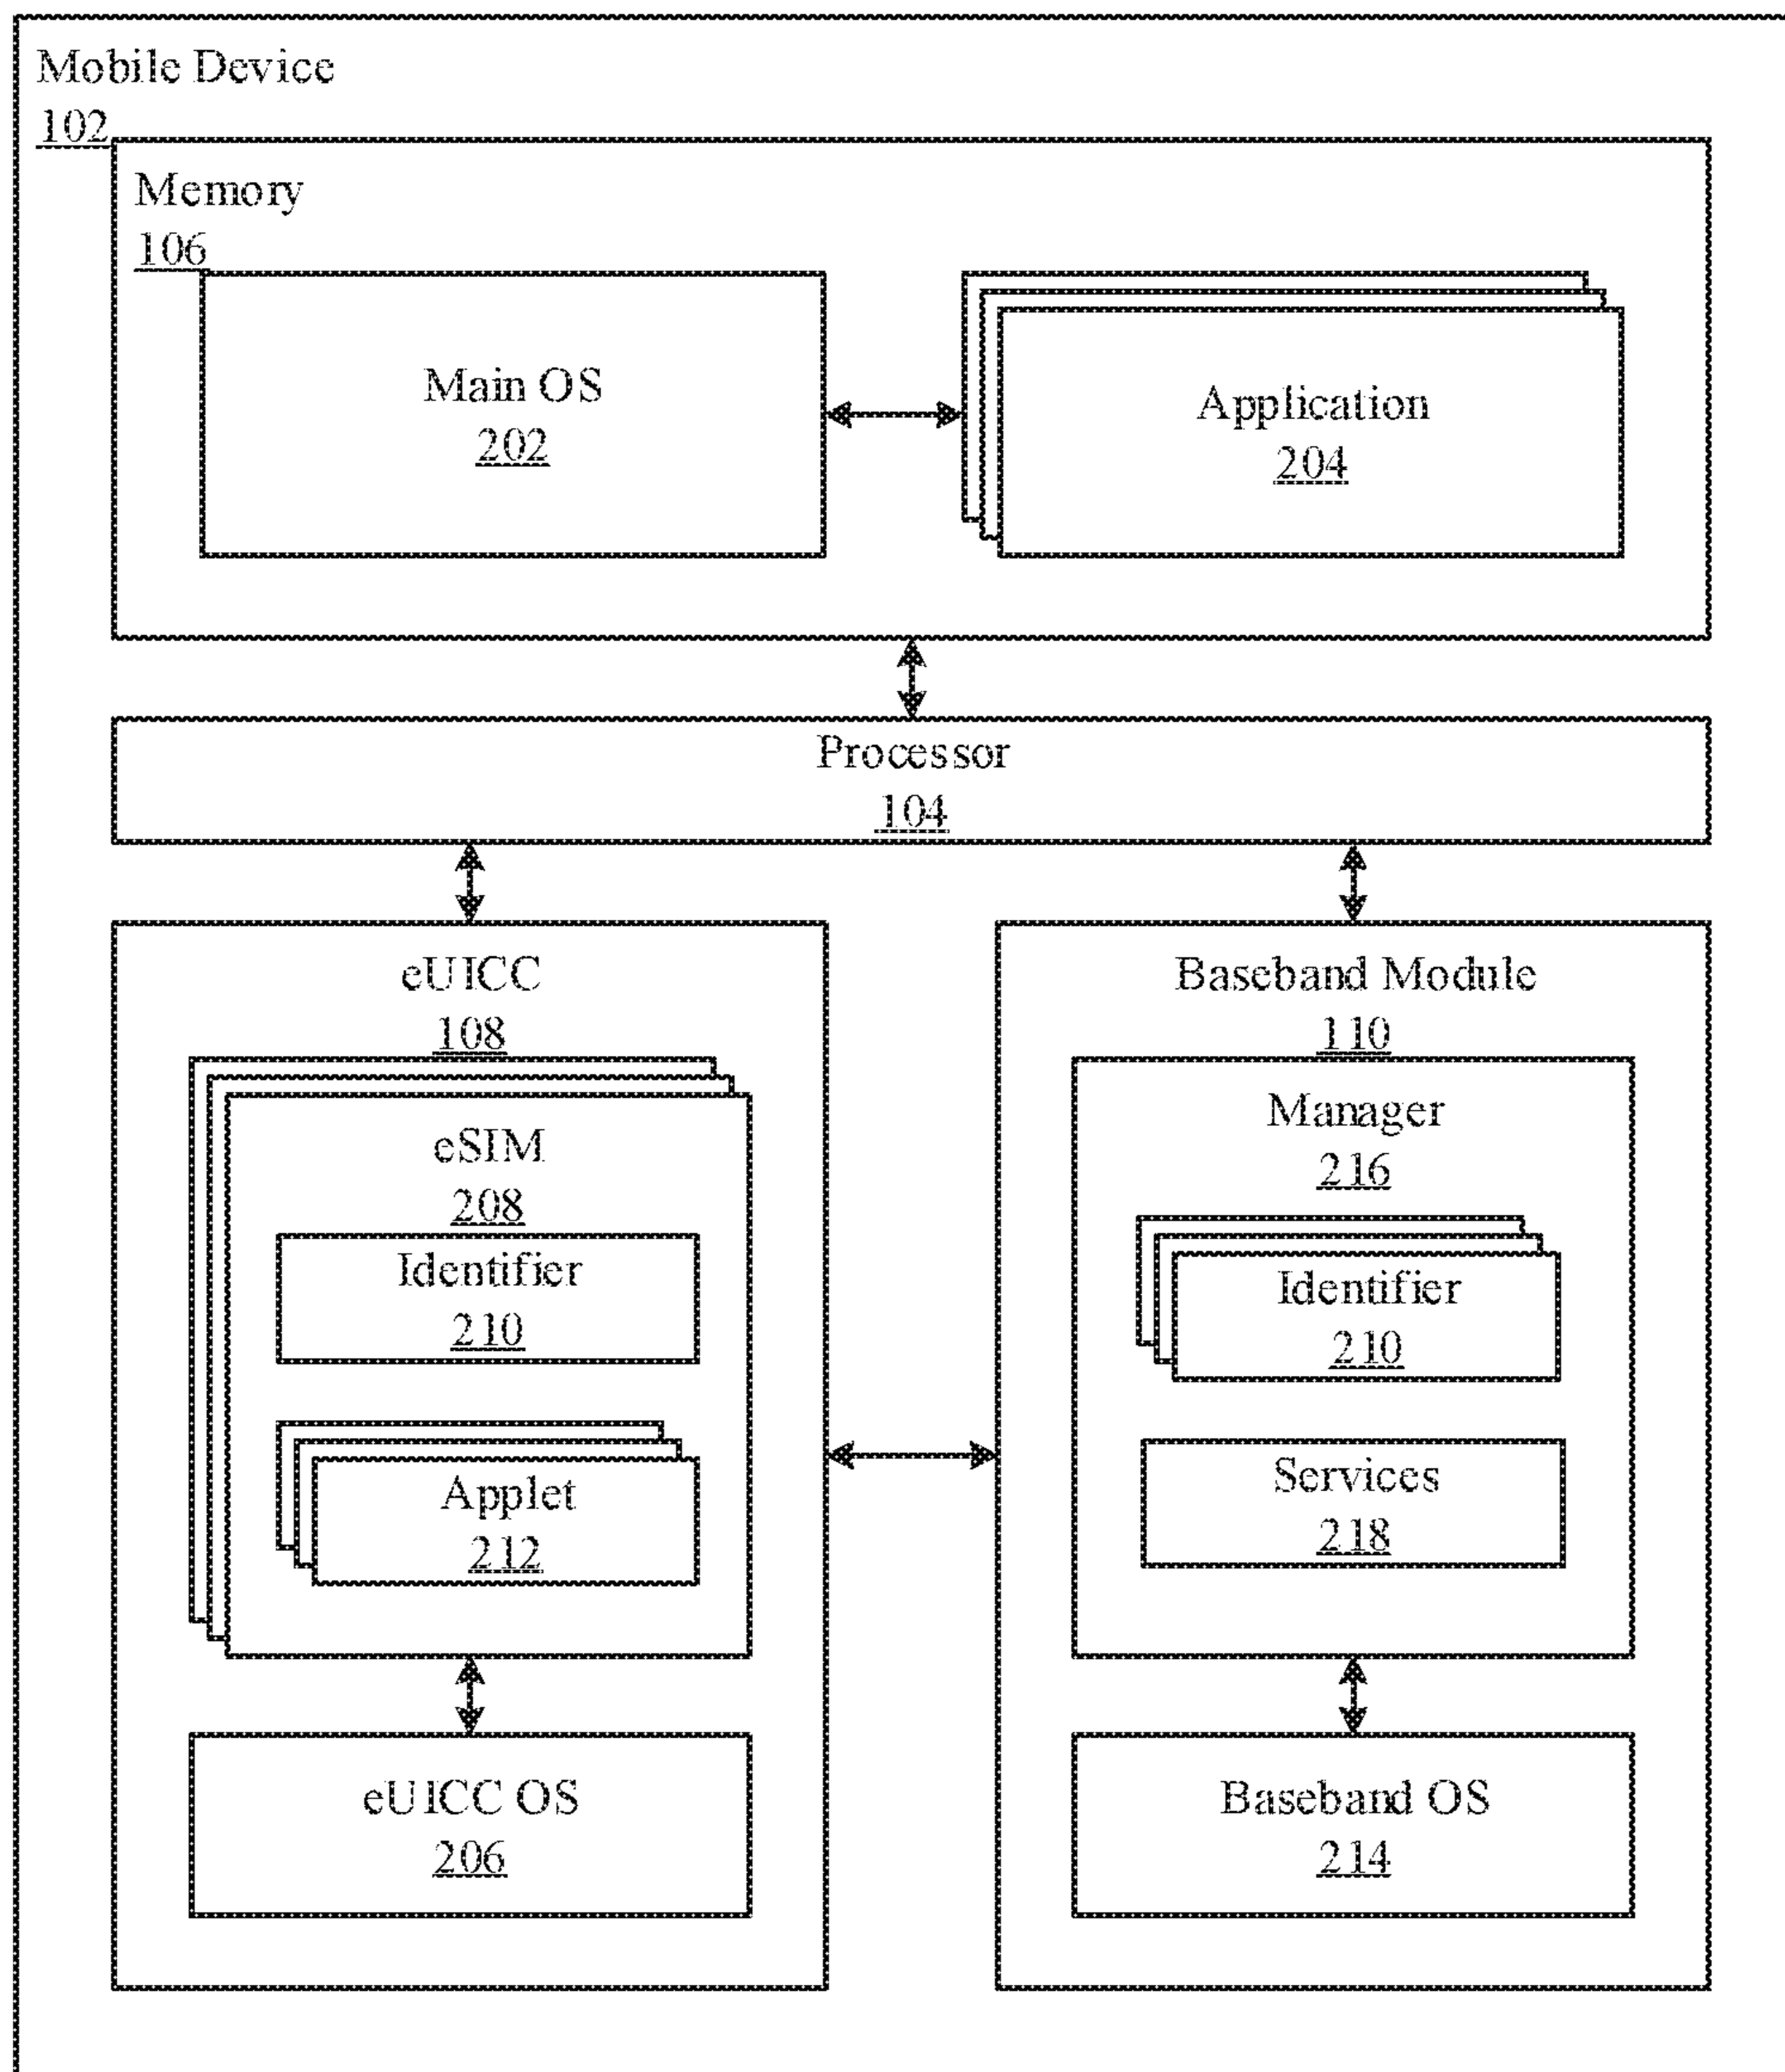 Mobile Device
102
Memory
106
Main OS
202
Application
204
Processor
104
eUICC
108
eSIM
208
Identifier
210
Applet
212
eUICC OS
206
Baseband Module
110
Manager
216
Identifier
210
Services
218
Baseband OS
214